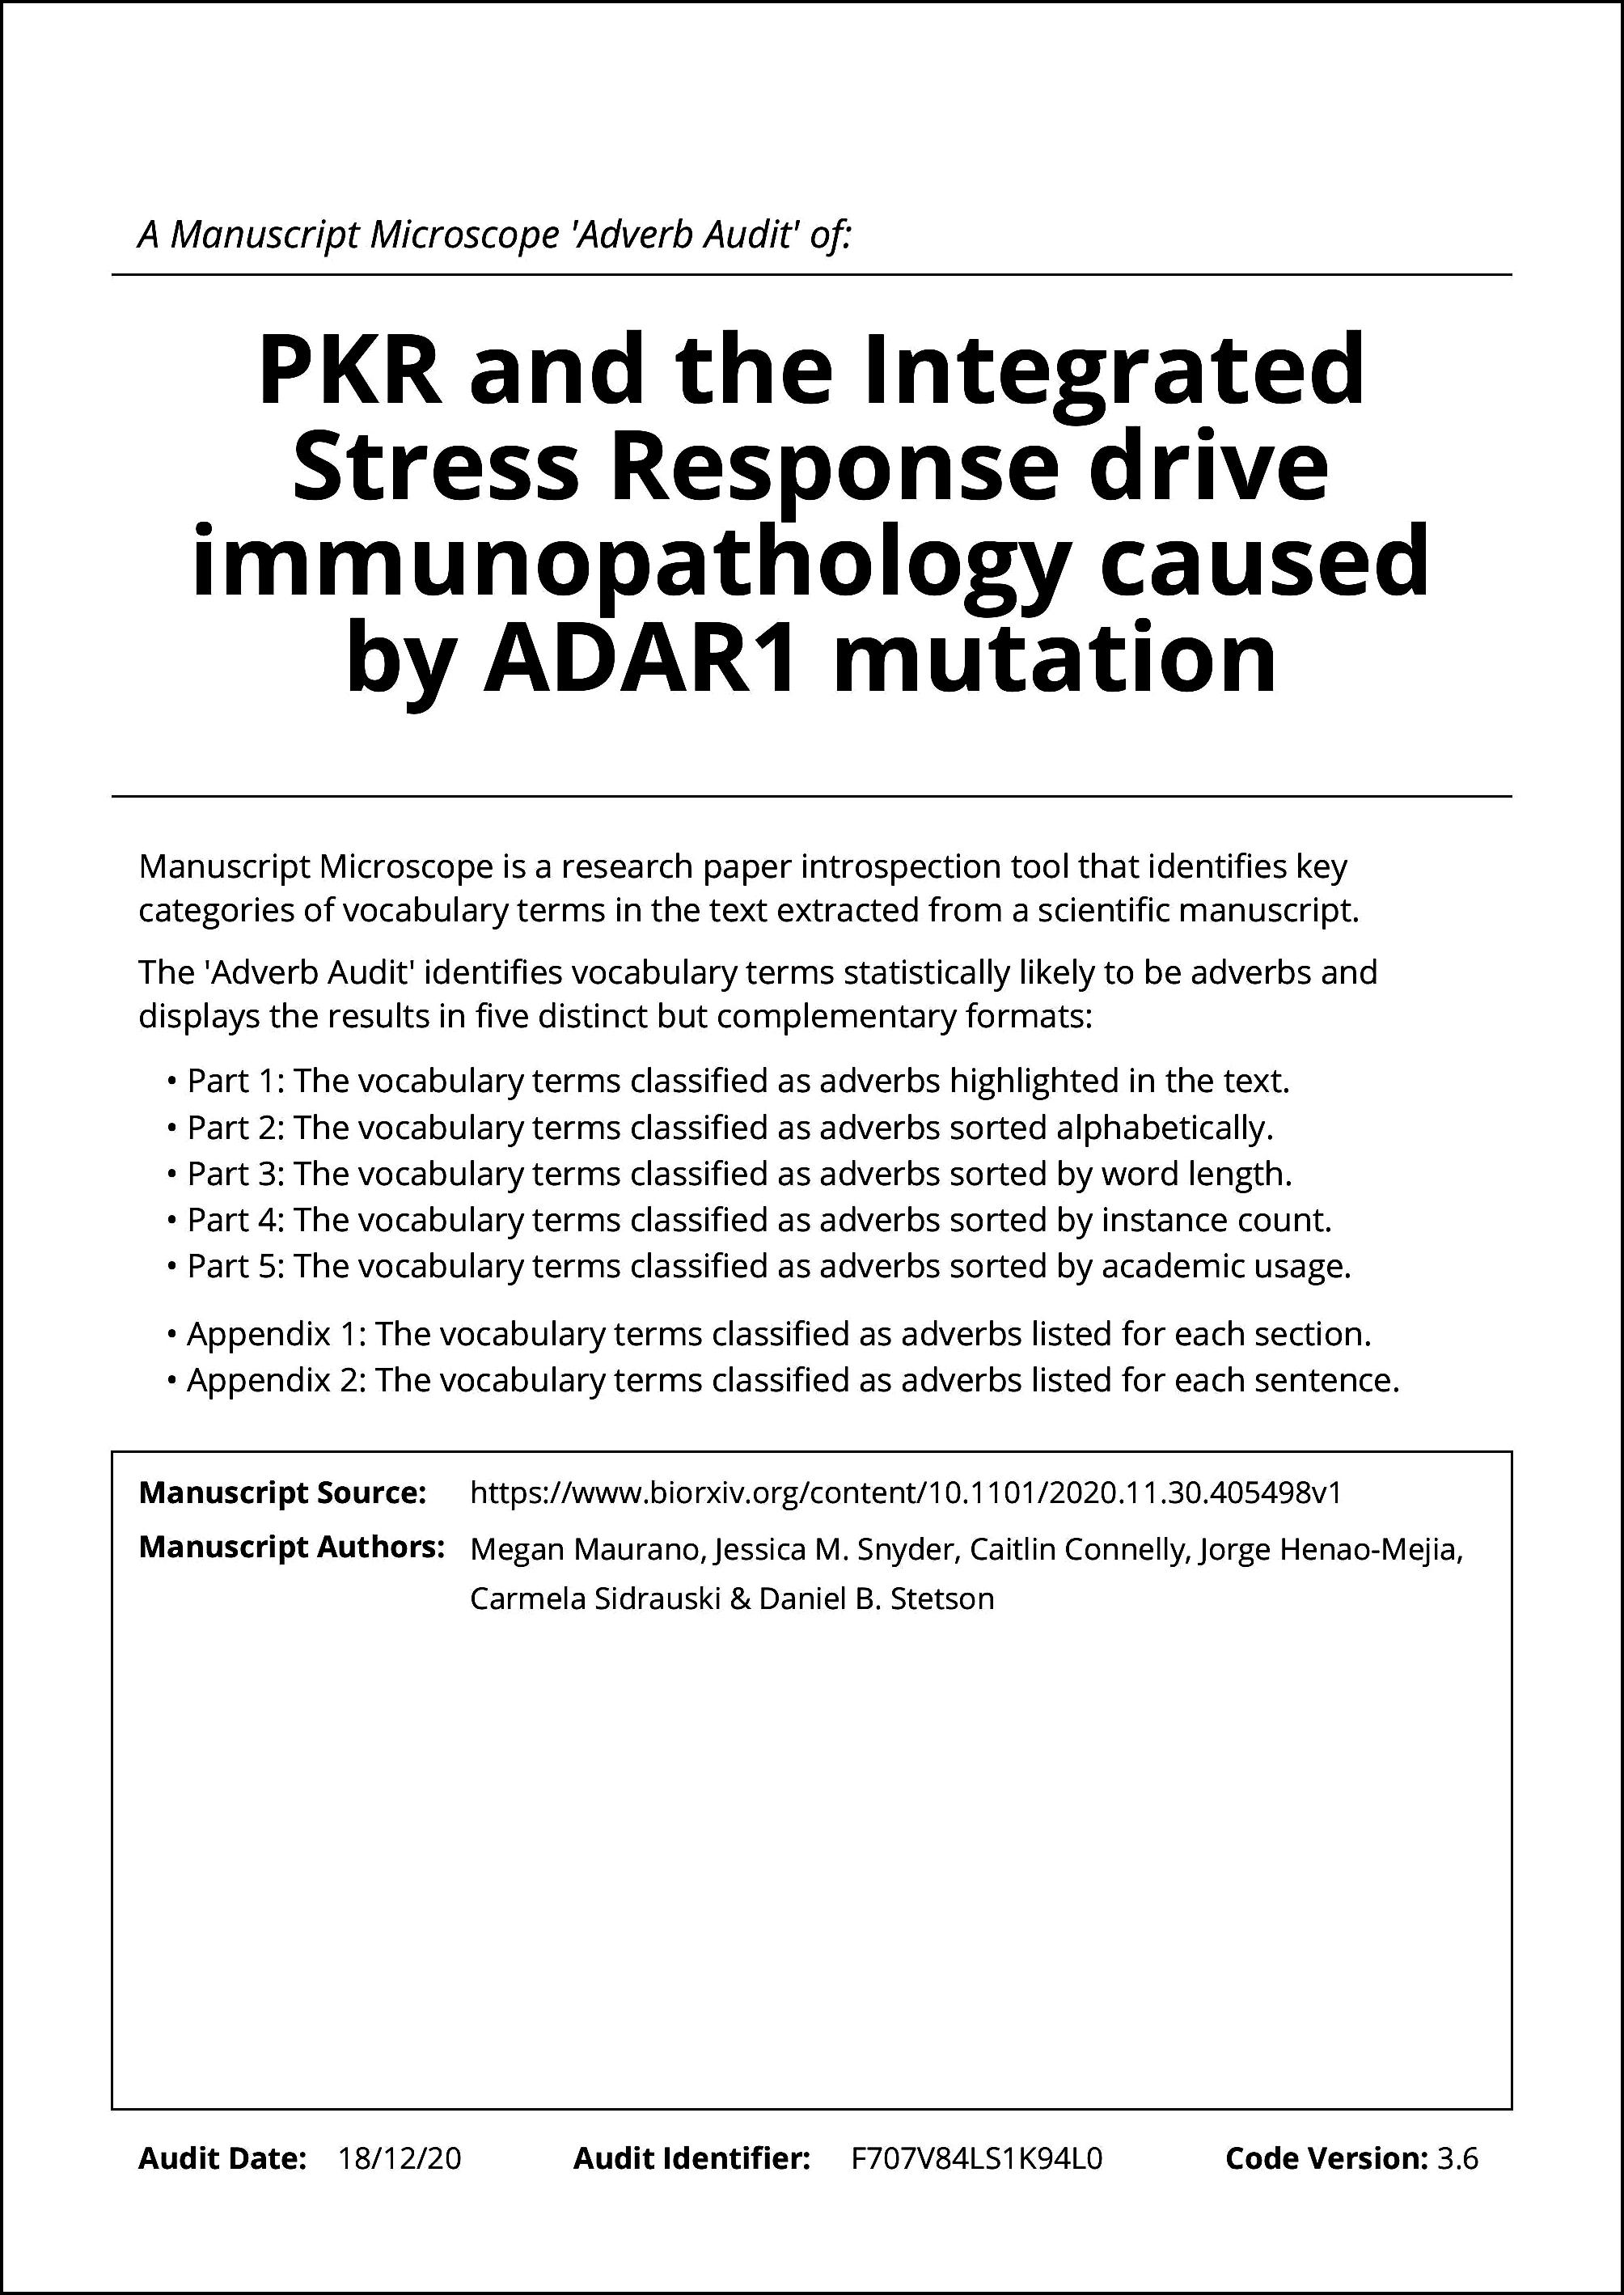 A Manuscript Microscope 'Adverb Audit' of:
PKR and the Integrated
Stress Response drive
immunopathology caused
by ADAR1 mutation
Manuscript Microscope is a research paper introspection tool that identifies key
categories of vocabulary terms in the text extracted from a scientific manuscript.
The 'Adverb Audit' identifies vocabulary terms statistically likely to be adverbs and
displays the results in five distinct but complementary formats:
• Part 1: The vocabulary terms classified as adverbs highlighted in the text.
• Part 2: The vocabulary terms classified as adverbs sorted alphabetically.
• Part 3: The vocabulary terms classified as adverbs sorted by word length.
• Part 4: The vocabulary terms classified as adverbs sorted by instance count.
• Part 5: The vocabulary terms classified as adverbs sorted by academic usage.
• Appendix 1: The vocabulary terms classified as adverbs listed for each section.
• Appendix 2: The vocabulary terms classified as adverbs listed for each sentence.
Manuscript Source: https://www.biorxiv.org/content/10.1101/2020.11.30.405498v1
Manuscript Authors: Megan Maurano, Jessica M. Snyder, Caitlin Connelly, Jorge Henao-Mejia,
Carmela Sidrauski & Daniel B. Stetson
Audit Date: 18/12/20 Audit Identifier: F707V84LS1K94L0 Code Version: 3.6